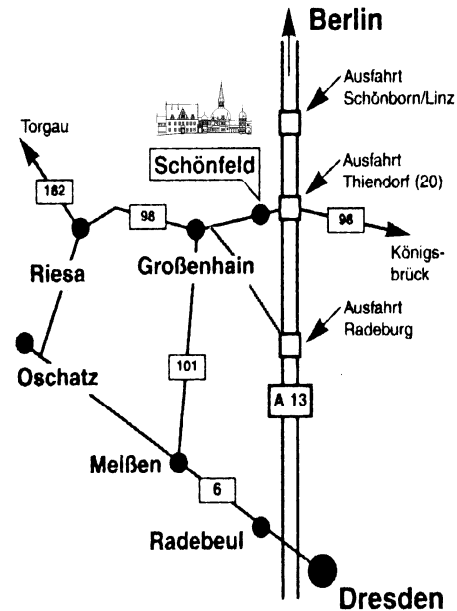 Berlin
Ausfahrt
Schönborn/Linz
Torgau
Ausfahrt
Thiendorf (20)
Schönfeld
182
98
98
Großenhain
Königs-
brück
Riesa
Ausfahrt
Radeburg
101
Oschatz
A 13
Meißen
6
Radebeul
Dresden